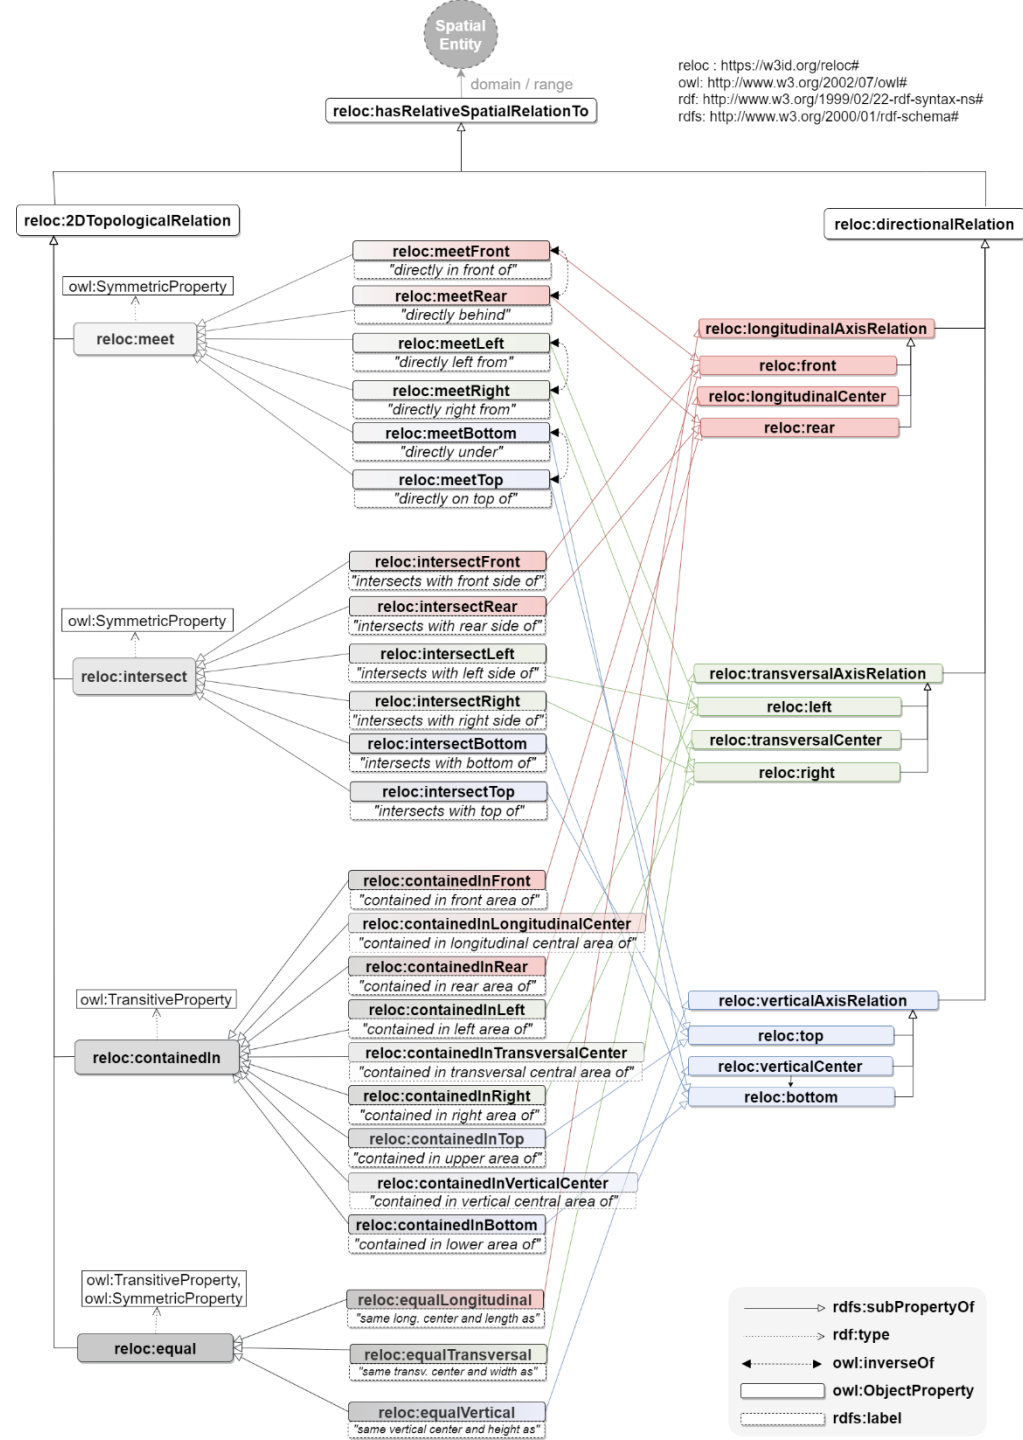 Spatial
Entity
domain / range
reloc:hasRelativeSpatialRelationTo
reloc : https://w3id.org/reloc#
owl: http://www.w3.org/2002/07/owl#
rdf: http://www.w3.org/1999/02/22-rdf-syntax-ns#
rdfs: http://www.w3.org/2000/01/rdf-schema#
reloc:2DTopologicalRelation
reloc:directionalRelation
owl:SymmetricProperty
reloc:meet
reloc:meetFront
"directly in front of"
reloc:meetRear
"directly behind"
reloc:meetLeft
"directly left from"
reloc:meetRight
"directly right from"
reloc:meetBottom
"directly under"
reloc:meetTop
"directly on top of"
reloc:longitudinalAxisRelation
reloc:front
reloc:longitudinalCenter
reloc:rear
owl:SymmetricProperty
reloc:intersect
reloc:intersectFront
"intersects with front side of"
reloc:intersectRear
"intersects with rear side of"
reloc:intersectLeft
"intersects with left side of"
reloc:intersectRight
"intersects with right side of"
reloc:intersectBottom
"intersects with bottom of"
reloc:intersectTop
"intersects with top of"
reloc:transversalAxisRelation
reloc:left
reloc:transversalCenter
reloc:right
owl:TransitiveProperty
reloc:containedIn
reloc:containedInFront
"contained in front area of"
reloc:containedInLongitudinalCenter
"contained in longitudinal central area of"
reloc:containedInRear
"contained in rear area of"
reloc:containedInLeft
"contained in left area of"
reloc:containedInTransversalCenter
"contained in transversal central area of"
reloc:containedInRight
"contained in right area of"
reloc:containedInTop
"contained in upper area of"
reloc:containedInVerticalCenter
"contained in vertical central area of"
reloc:containedInBottom
"contained in lower area of"
reloc:verticalAxisRelation
reloc:top
reloc:verticalCenter
reloc:bottom
owl:TransitiveProperty,
owl:SymmetricProperty
reloc:equal
reloc:equalLongitudinal
"same long. center and length as"
reloc:equalTransversal
"same transv. center and width as"
reloc:equalVertical
"same vertical center and height as"
rdfs:subPropertyOf
rdf:type
owl:inverseOf
owl:ObjectProperty
rdfs:label